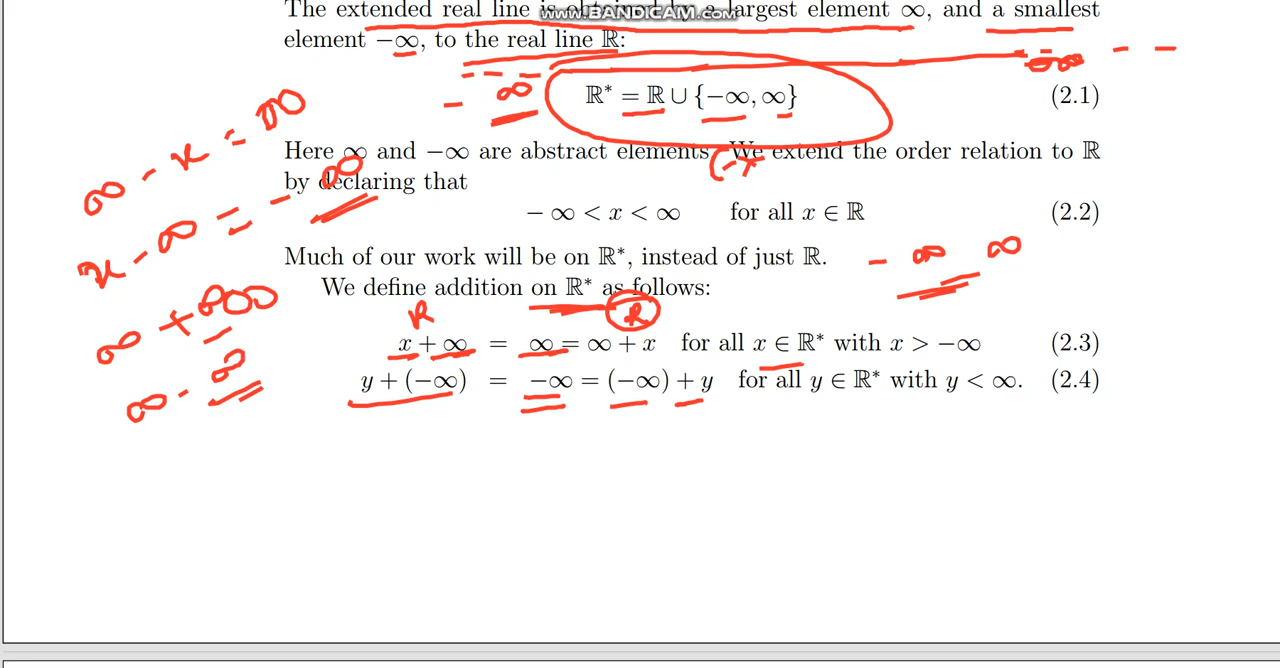 The extended real line is obtained by a largest element ∞, and a smallest
www.BANDICAM.com
element −∞, to the real line ℝ:
− ∞
ℝ* = ℝ ∪ {−∞, ∞} (2.1)
∞ - x = ∞
Here ∞ and −∞ are abstract elements. We extend the order relation to ℝ
by declaring that
x - ∞ = - ∞
− ∞ < x < ∞ for all x ∈ ℝ (2.2)
Much of our work will be on ℝ*, instead of just ℝ.
- ∞ ∞
We define addition on ℝ* as follows:
R R
x + ∞ = ∞ = ∞ + x for all x ∈ ℝ* with x > −∞ (2.3)
∞ - ∞
y + (−∞) = −∞ = (−∞) + y for all y ∈ ℝ* with y < ∞. (2.4)